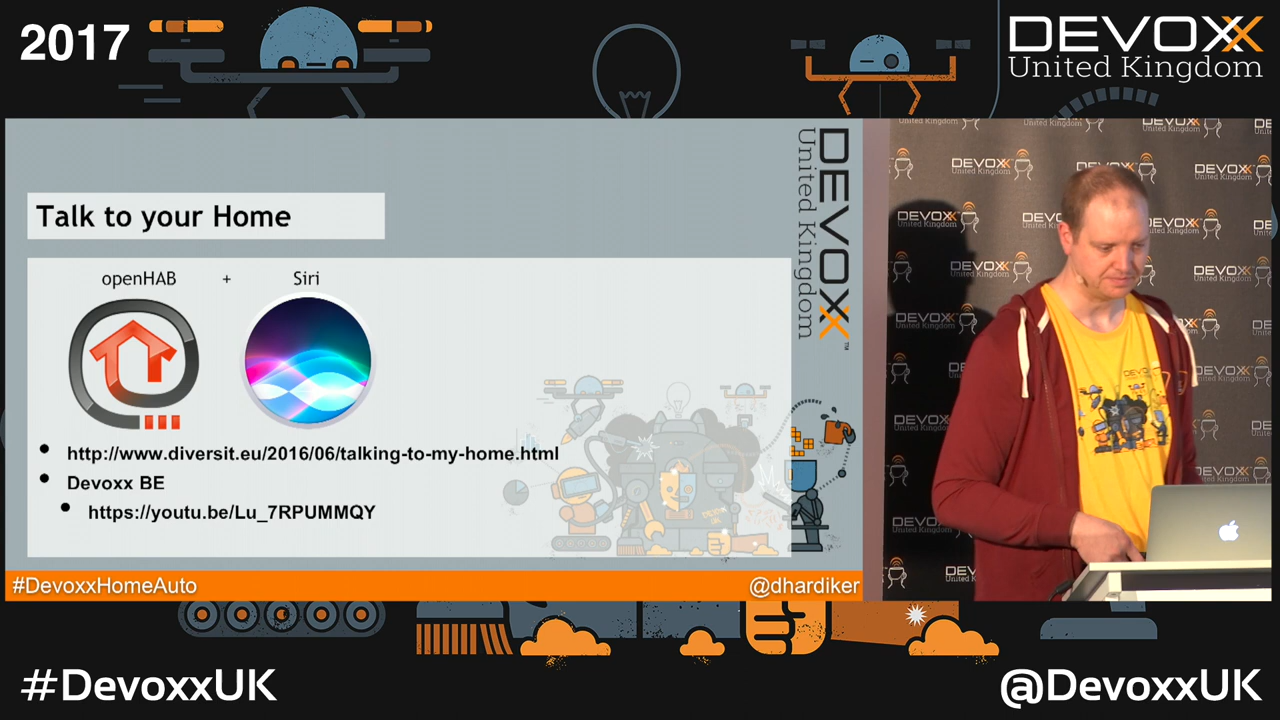 2017
DEVOXX
United Kingdom
DEVOXX™
United Kingdom
Talk to your Home
openHAB + Siri
• http://www.diversit.eu/2016/06/talking-to-my-home.html
• Devoxx BE
• https://youtu.be/Lu_7RPUMMQY
#DevoxxHomeAuto
@dhardiker
#DevoxxUK
@DevoxxUK